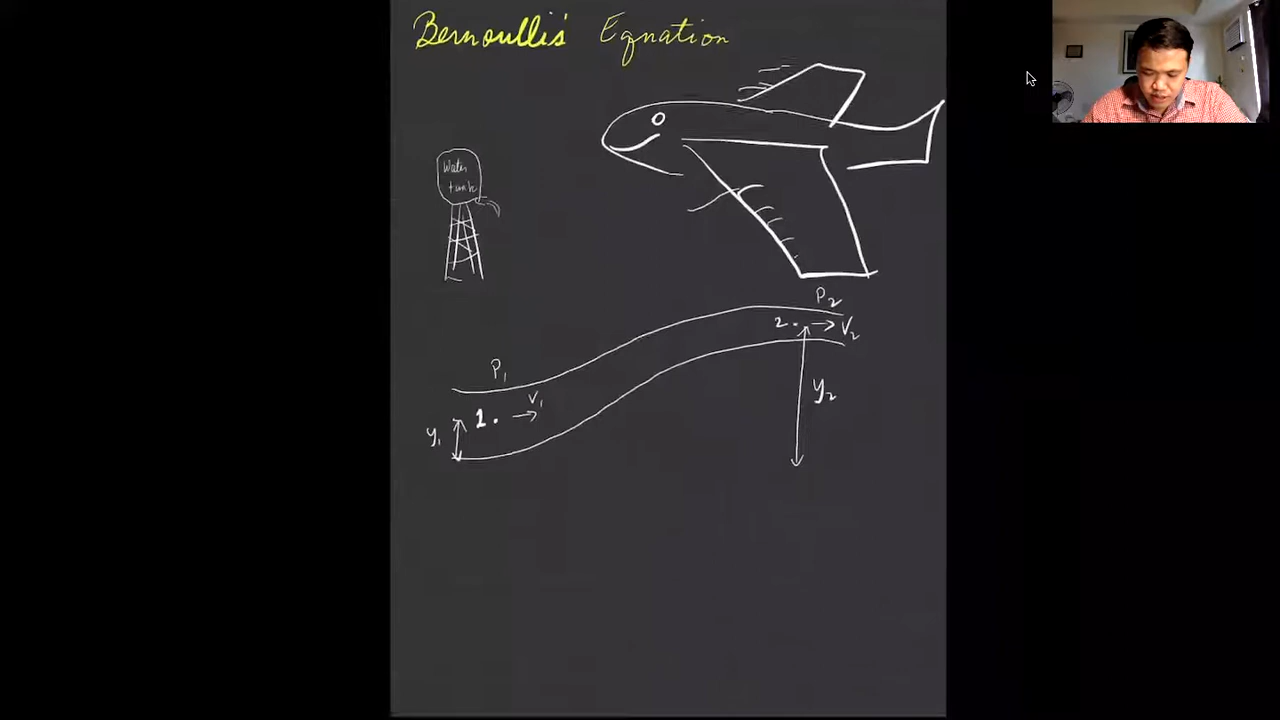 Bernoulli's Equation
Water
tank
P₂
2. → V₂
P₁
y₂
V₁
1. →
y₁